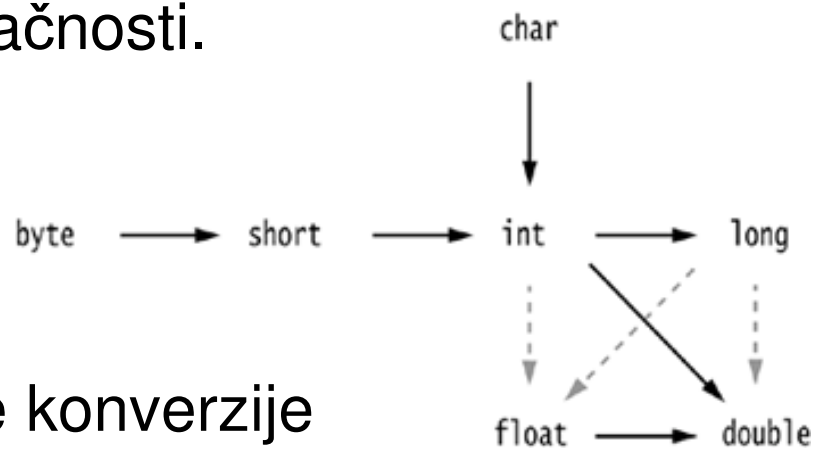 ačnosti.
char
byte short int long
e konverzije
float double